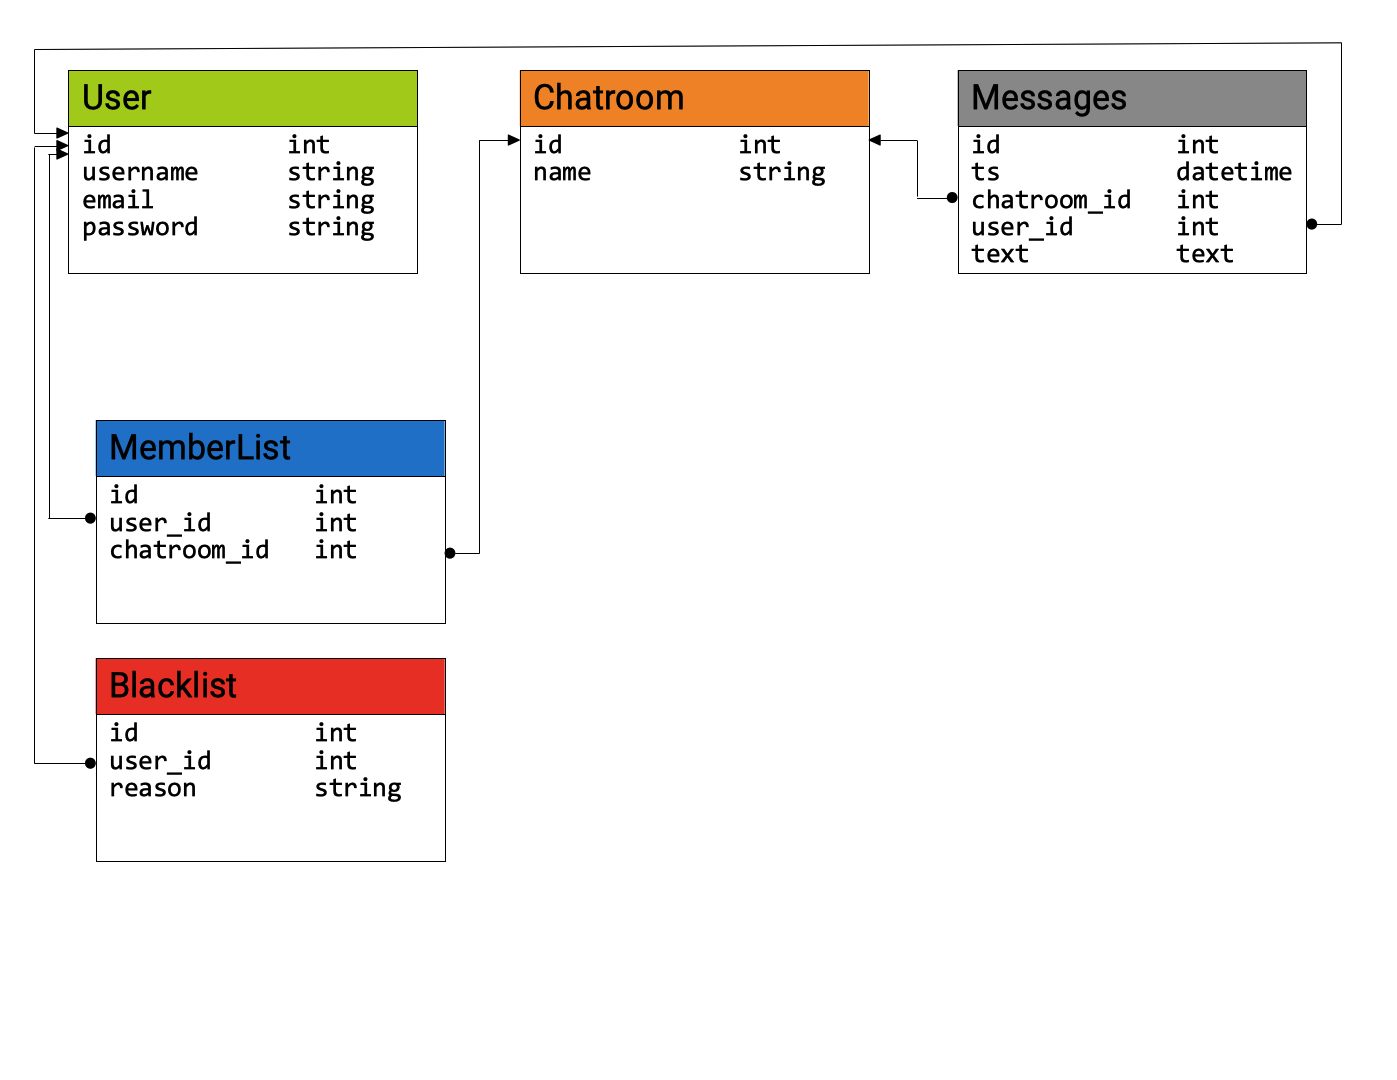 User
id int
username string
email string
password string
Chatroom
id int
name string
Messages
id int
ts datetime
chatroom_id int
user_id int
text text
MemberList
id int
user_id int
chatroom_id int
Blacklist
id int
user_id int
reason string